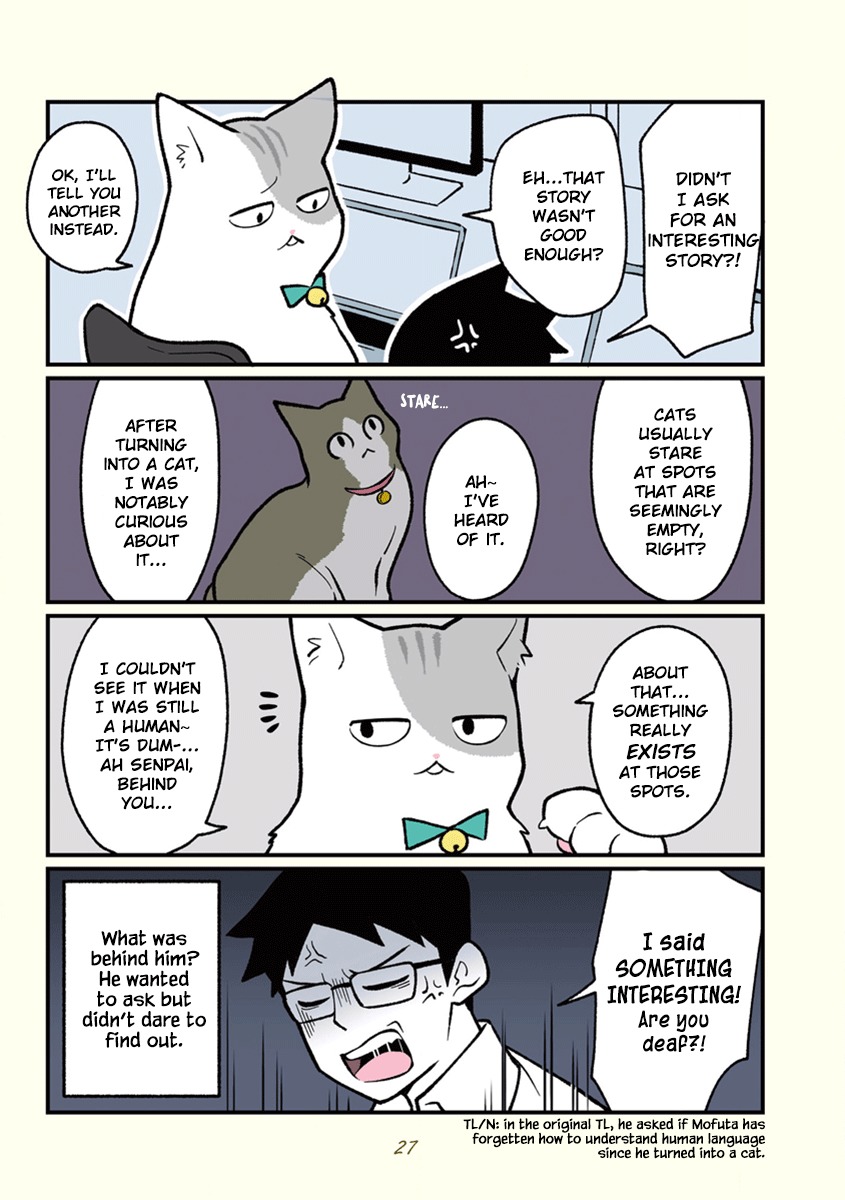 DIDN'T
I ASK
FOR AN
INTERESTING
STORY?!
EH...THAT
STORY
WASN'T
GOOD
ENOUGH?
OK, I'LL
TELL YOU
ANOTHER
INSTEAD.
CATS
USUALLY
STARE
AT SPOTS
THAT ARE
SEEMINGLY
EMPTY,
RIGHT?
AH~
I'VE
HEARD
OF IT.
STARE...
AFTER
TURNING
INTO A CAT,
I WAS
NOTABLY
CURIOUS
ABOUT
IT...
ABOUT
THAT...
SOMETHING
REALLY
EXISTS
AT THOSE
SPOTS.
I COULDN'T
SEE IT WHEN
I WAS STILL
A HUMAN~
IT'S DUM-...
AH SENPAI,
BEHIND
YOU...
I said
SOMETHING
INTERESTING!
Are you
deaf?!
What was
behind him?
He wanted
to ask but
didn't dare to
find out.
TL/N: in the original TL, he asked if Mofuta has
forgetten how to understand human language
since he turned into a cat.
27